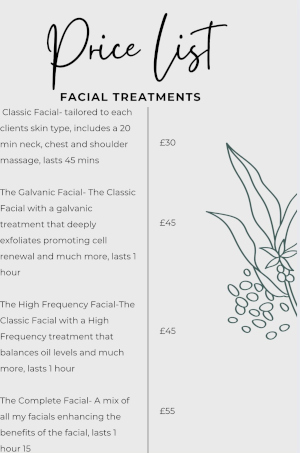 Price List
FACIAL TREATMENTS
Classic Facial- tailored to each
clients skin type, includes a 20
min neck, chest and shoulder
massage, lasts 45 mins
£30
The Galvanic Facial- The Classic
Facial with a galvanic
treatment that deeply
exfoliates promoting cell
renewal and much more, lasts 1
hour
£45
The High Frequency Facial-The
Classic Facial with a High
Frequency treatment that
balances oil levels and much
more, lasts 1 hour
£45
The Complete Facial- A mix of
all my facials enhancing the
benefits of the facial, lasts 1
hour 15
£55